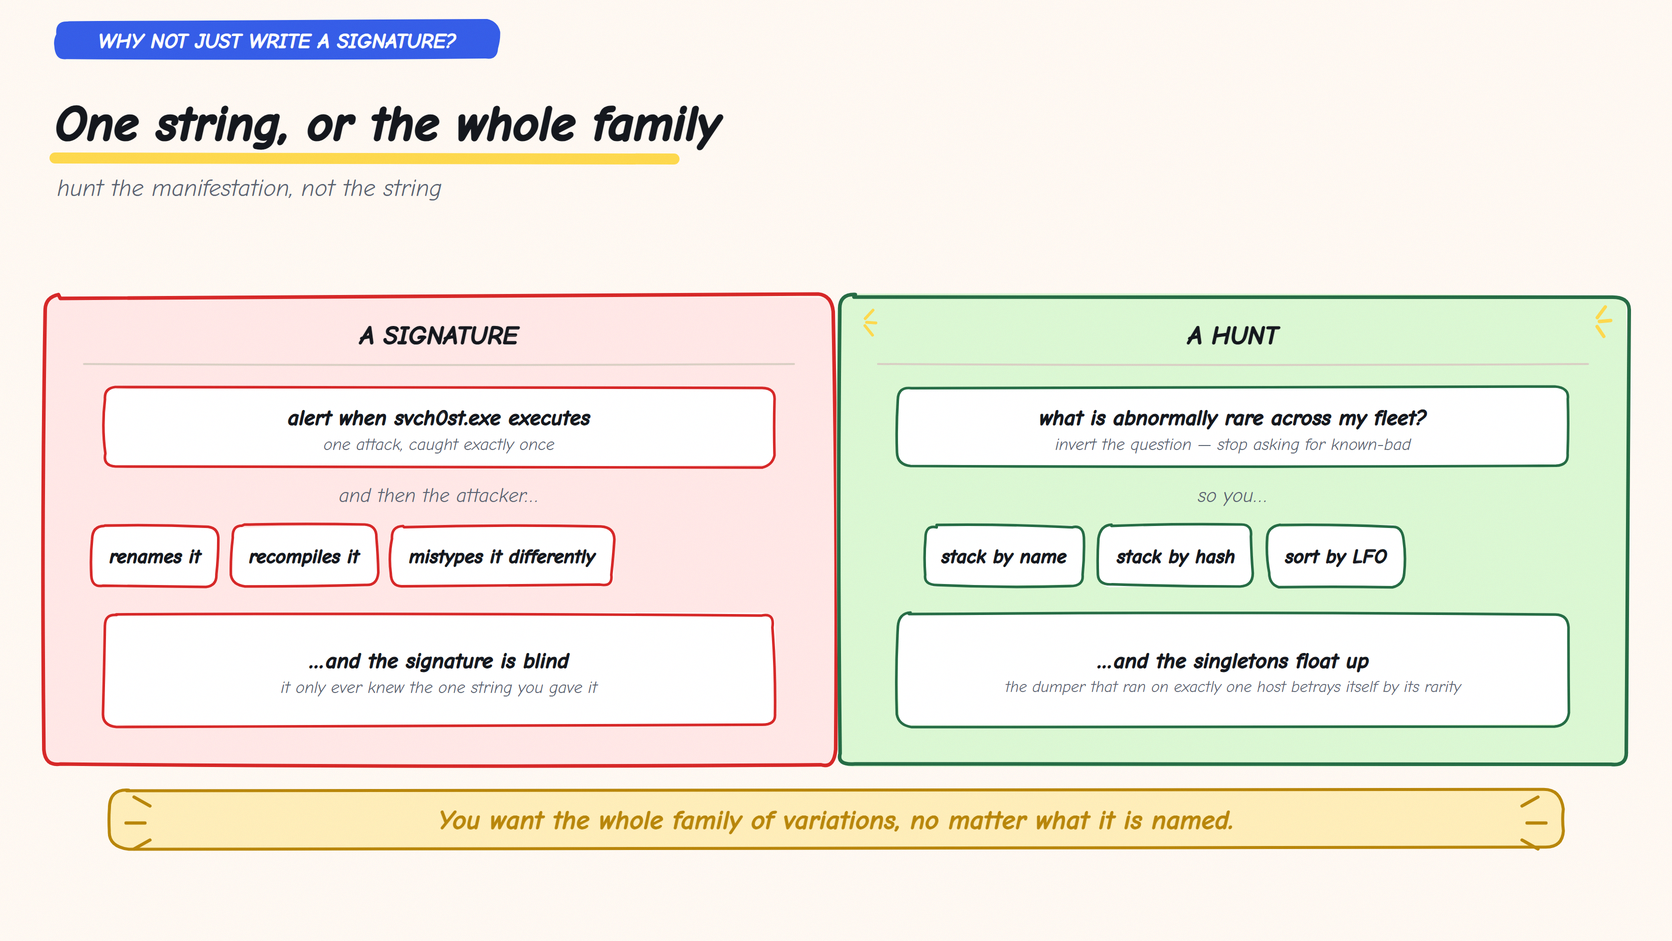 WHY NOT JUST WRITE A SIGNATURE?
One string, or the whole family
hunt the manifestation, not the string
A SIGNATURE
alert when svch0st.exe executes
one attack, caught exactly once
and then the attacker...
renames it
recompiles it
mistypes it differently
...and the signature is blind
it only ever knew the one string you gave it
A HUNT
what is abnormally rare across my fleet?
invert the question — stop asking for known-bad
so you...
stack by name
stack by hash
sort by LFO
...and the singletons float up
the dumper that ran on exactly one host betrays itself by its rarity
You want the whole family of variations, no matter what it is named.